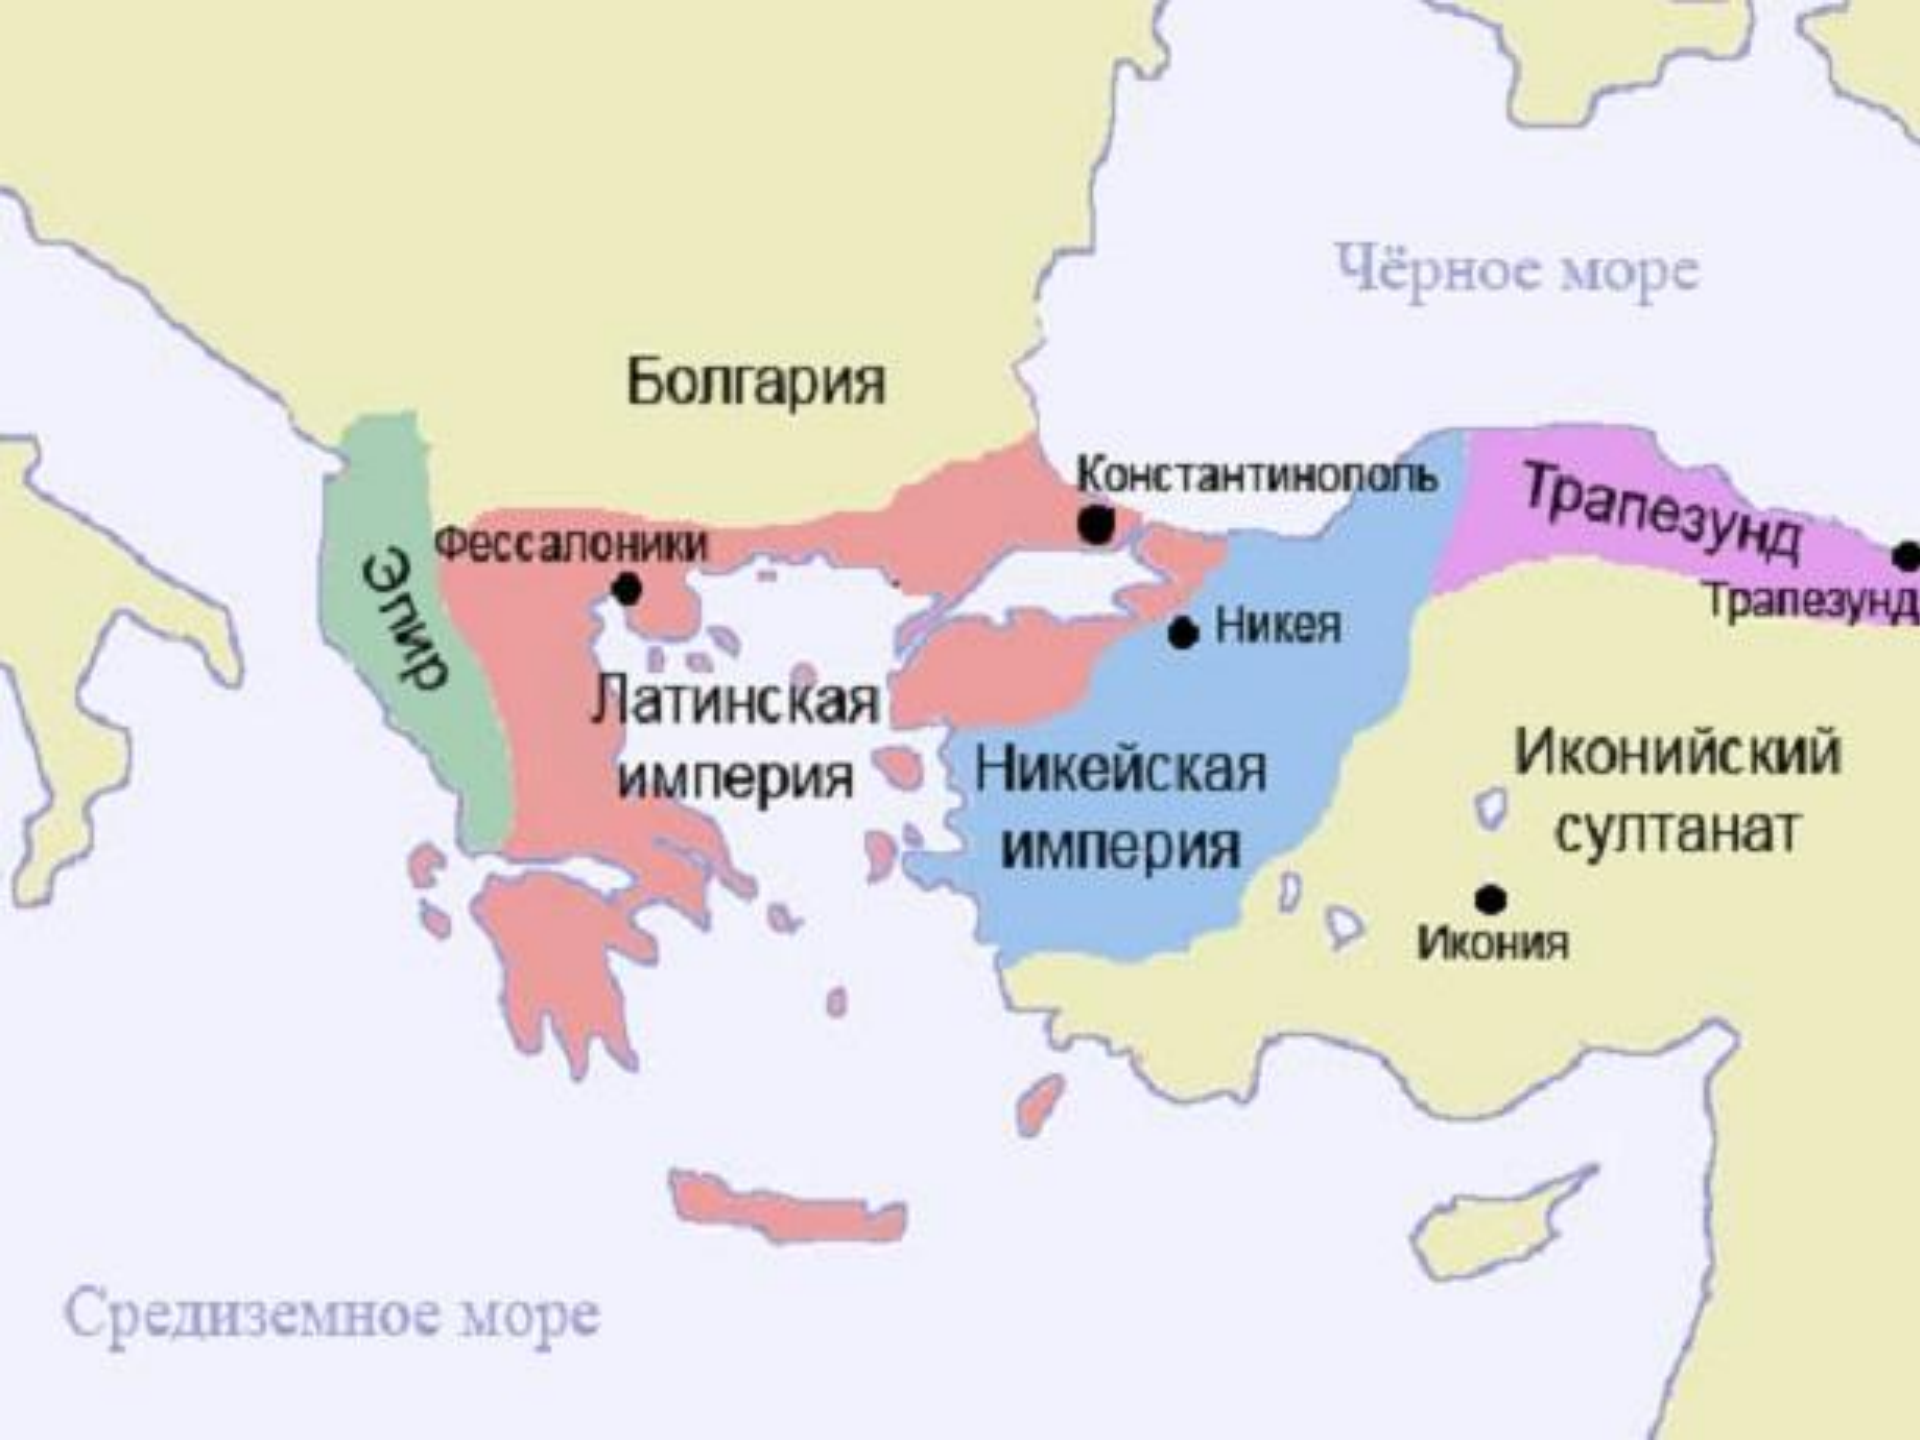 Чёрное море
Болгария
Константинополь
Трапезунд
Фессалоники
Трапезунд
Эпир
Никея
Латинская
империя
Никейская
империя
Иконийский
султанат
Икония
Средиземное море